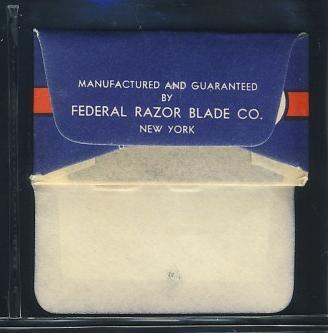 MANUFACTURED AND GUARANTEED
BY
FEDERAL RAZOR BLADE CO.
NEW YORK